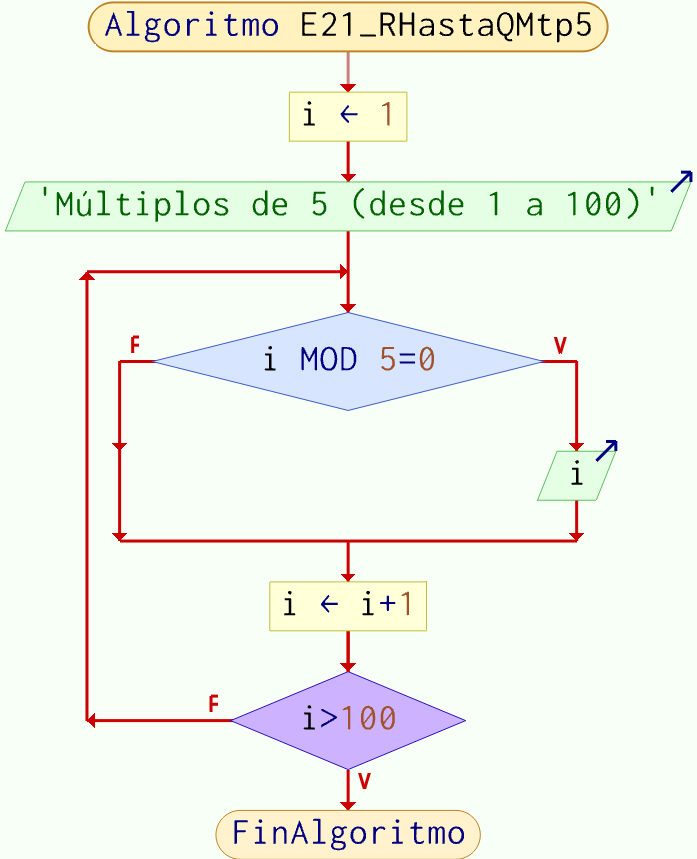 Algoritmo E21_RHastaQMtp5
i ← 1
'Múltiplos de 5 (desde 1 a 100)'
F
V
i MOD 5=0
i
i ← i+1
F
i>100
V
FinAlgoritmo